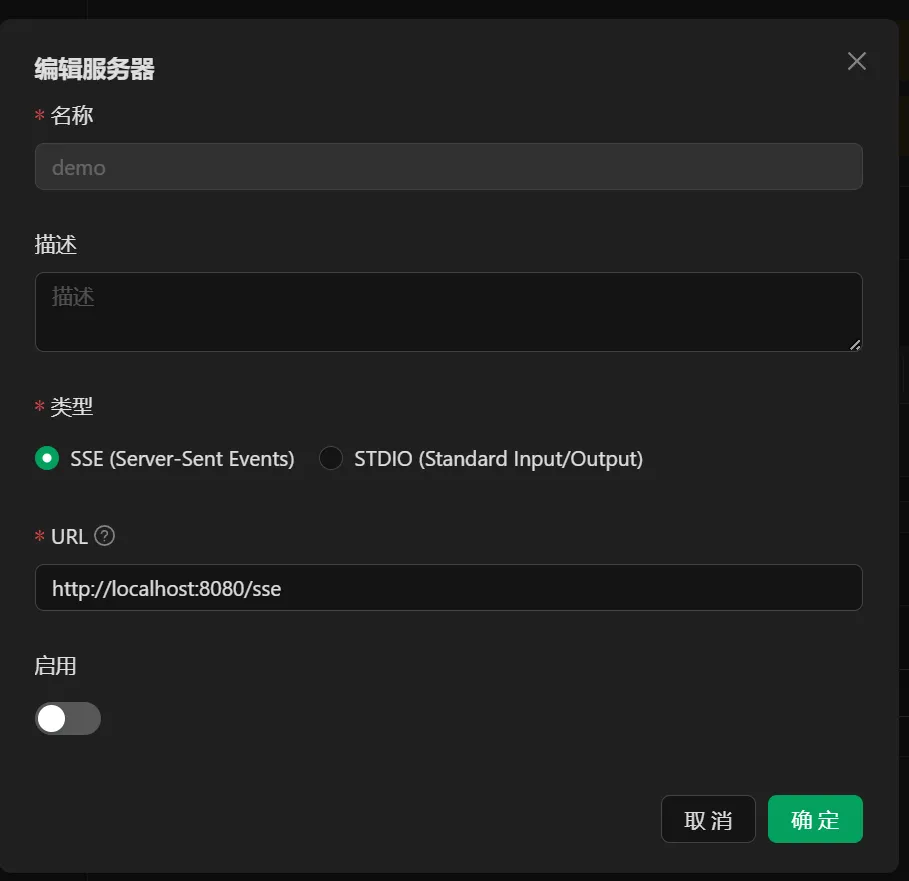 编辑服务器
* 名称
demo
描述
描述
* 类型
SSE (Server-Sent Events) STDIO (Standard Input/Output)
* URL ?
http://localhost:8080/sse
启用
取 消 确 定